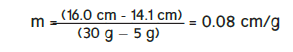 m = (16.0 cm - 14.1 cm) / (30 g – 5 g) = 0.08 cm/g